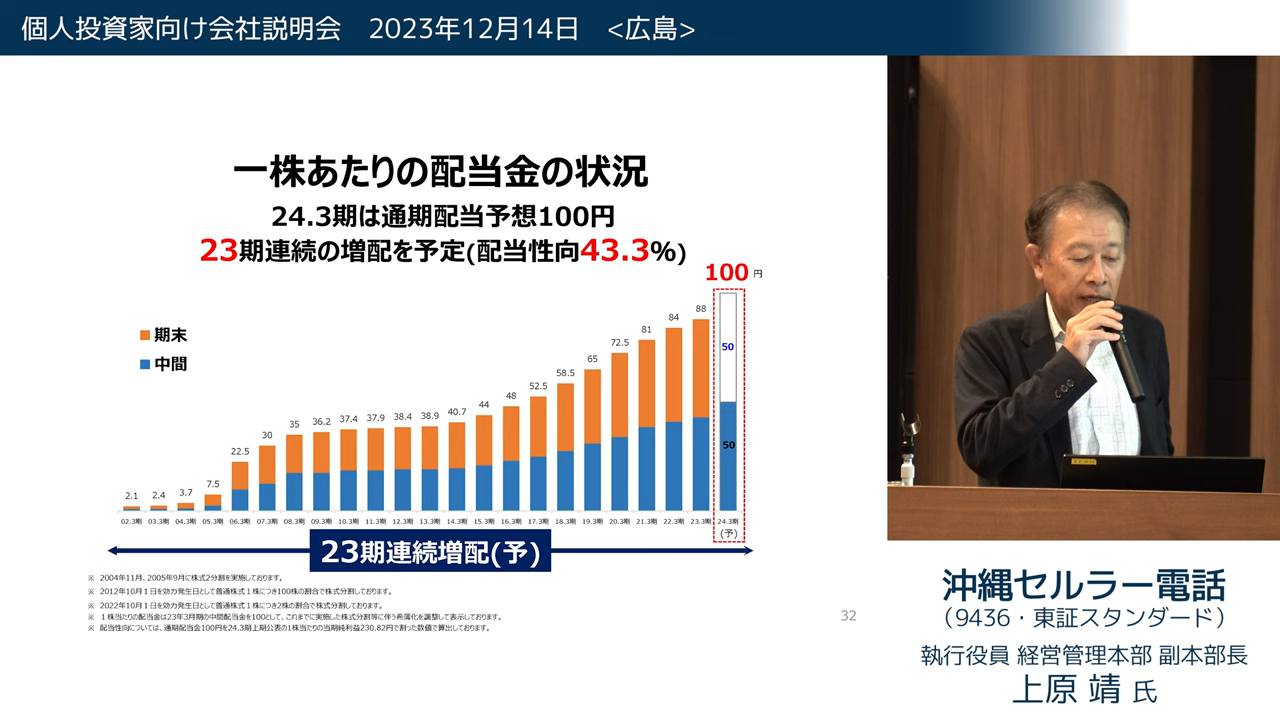 個人投資家向け会社説明会　2023年12月14日　<広島>
一株あたりの配当金の状況
24.3期は通期配当予想100円
23期連続の増配を予定(配当性向43.3%)
100 円
期末
中間
2.1 2.4 3.7 7.5 22.5 30 35 36.2 37.4 37.9 38.4 38.9 40.7 44 48 52.5 58.5 65 72.5 81 84 88
50
50
02.3期 03.3期 04.3期 05.3期 06.3期 07.3期 08.3期 09.3期 10.3期 11.3期 12.3期 13.3期 14.3期 15.3期 16.3期 17.3期 18.3期 19.3期 20.3期 21.3期 22.3期 23.3期 24.3期
(予)
23期連続増配(予)
※ 2004年11月、2005年9月に株式2分割を実施しております。
※ 2012年10月1日を効力発生日として普通株式１株につき100株の割合で株式分割しております。
※ 2022年10月１日を効力発生日として普通株式１株につき2株の割合で株式分割しております。
※ １株当たりの配当金は23年3月期の中間配当金を100として、これまでに実施した株式分割等に伴う希薄化を調整して表示しております。
※ 配当性向については、通期配当金100円を24.3期上期公表の1株当たりの当期純利益230.82円で割った数値で算出しております。
32
沖縄セルラー電話
（9436・東証スタンダード）
執行役員 経営管理本部 副本部長
上原 靖 氏